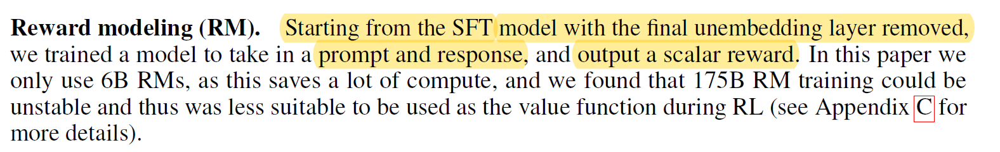 Reward modeling (RM). Starting from the SFT model with the final unembedding layer removed,
we trained a model to take in a prompt and response, and output a scalar reward. In this paper we
only use 6B RMs, as this saves a lot of compute, and we found that 175B RM training could be
unstable and thus was less suitable to be used as the value function during RL (see Appendix C for
more details).